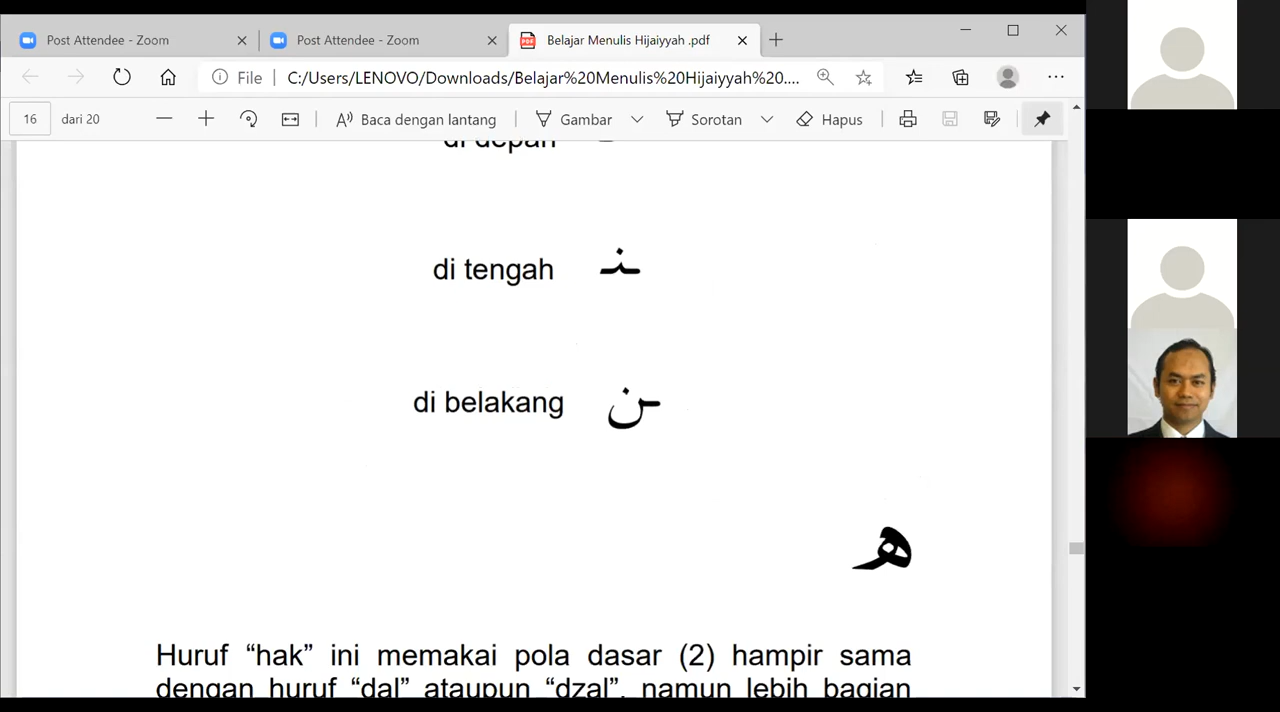 Post Attendee - Zoom
Post Attendee - Zoom
Belajar Menulis Hijaiyyah .pdf
File
C:/Users/LENOVO/Downloads/Belajar%20Menulis%20Hijaiyyah%20....
16 dari 20
Baca dengan lantang
Gambar
Sorotan
Hapus
di depan
di tengah ـنـ
di belakang ـن
هـ
Huruf “hak” ini memakai pola dasar (2) hampir sama
dengan huruf “dal” ataupun “dzal”, namun lebih bagian